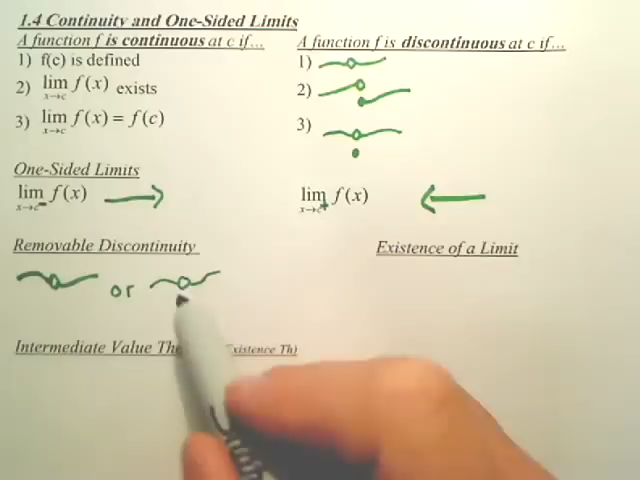 1.4 Continuity and One-Sided Limits
A function f is continuous at c if…
1) f(c) is defined
2) lim f(x) exists
x→c
3) lim f(x) = f(c)
x→c
A function f is discontinuous at c if…
1)
2)
3)
One-Sided Limits
lim f(x)
x→c⁻
lim f(x)
x→c⁺
Removable Discontinuity
or
Existence of a Limit
Intermediate Value Th)